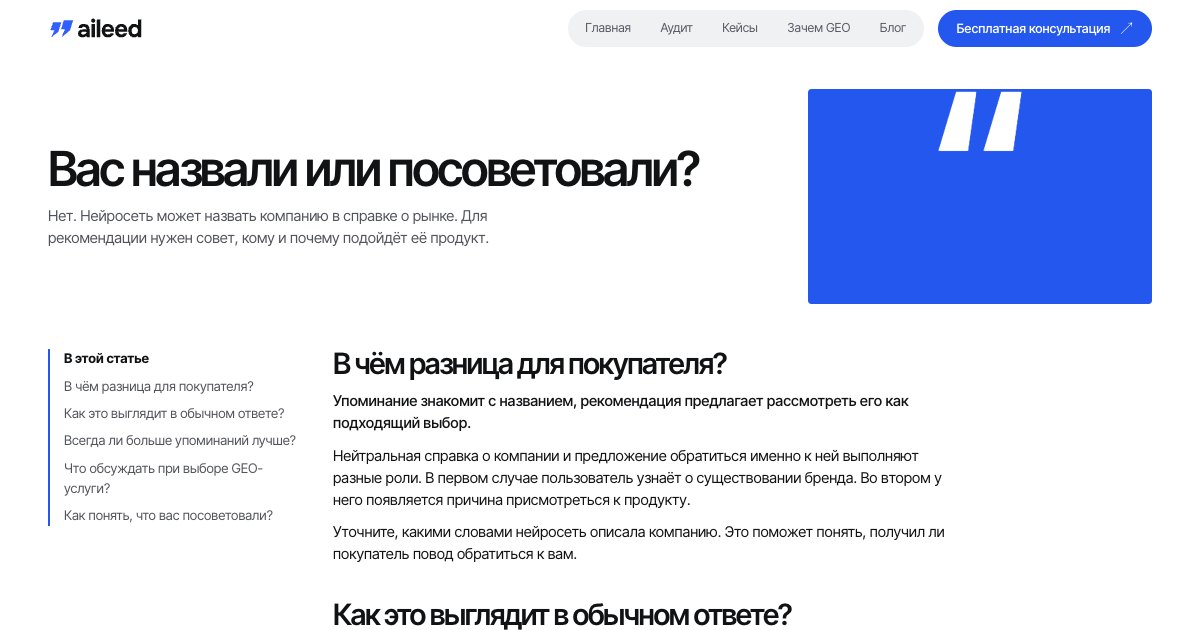 aileed
Главная
Аудит
Кейсы
Зачем GEO
Блог
Бесплатная консультация
Вас назвали или посоветовали?
Нет. Нейросеть может назвать компанию в справке о рынке. Для
рекомендации нужен совет, кому и почему подойдёт её продукт.
В этой статье
В чём разница для покупателя?
Как это выглядит в обычном ответе?
Всегда ли больше упоминаний лучше?
Что обсуждать при выборе GEO-
услуги?
Как понять, что вас посоветовали?
В чём разница для покупателя?
Упоминание знакомит с названием, рекомендация предлагает рассмотреть его как
подходящий выбор.
Нейтральная справка о компании и предложение обратиться именно к ней выполняют
разные роли. В первом случае пользователь узнаёт о существовании бренда. Во втором у
него появляется причина присмотреться к продукту.
Уточните, какими словами нейросеть описала компанию. Это поможет понять, получил ли
покупатель повод обратиться к вам.
Как это выглядит в обычном ответе?